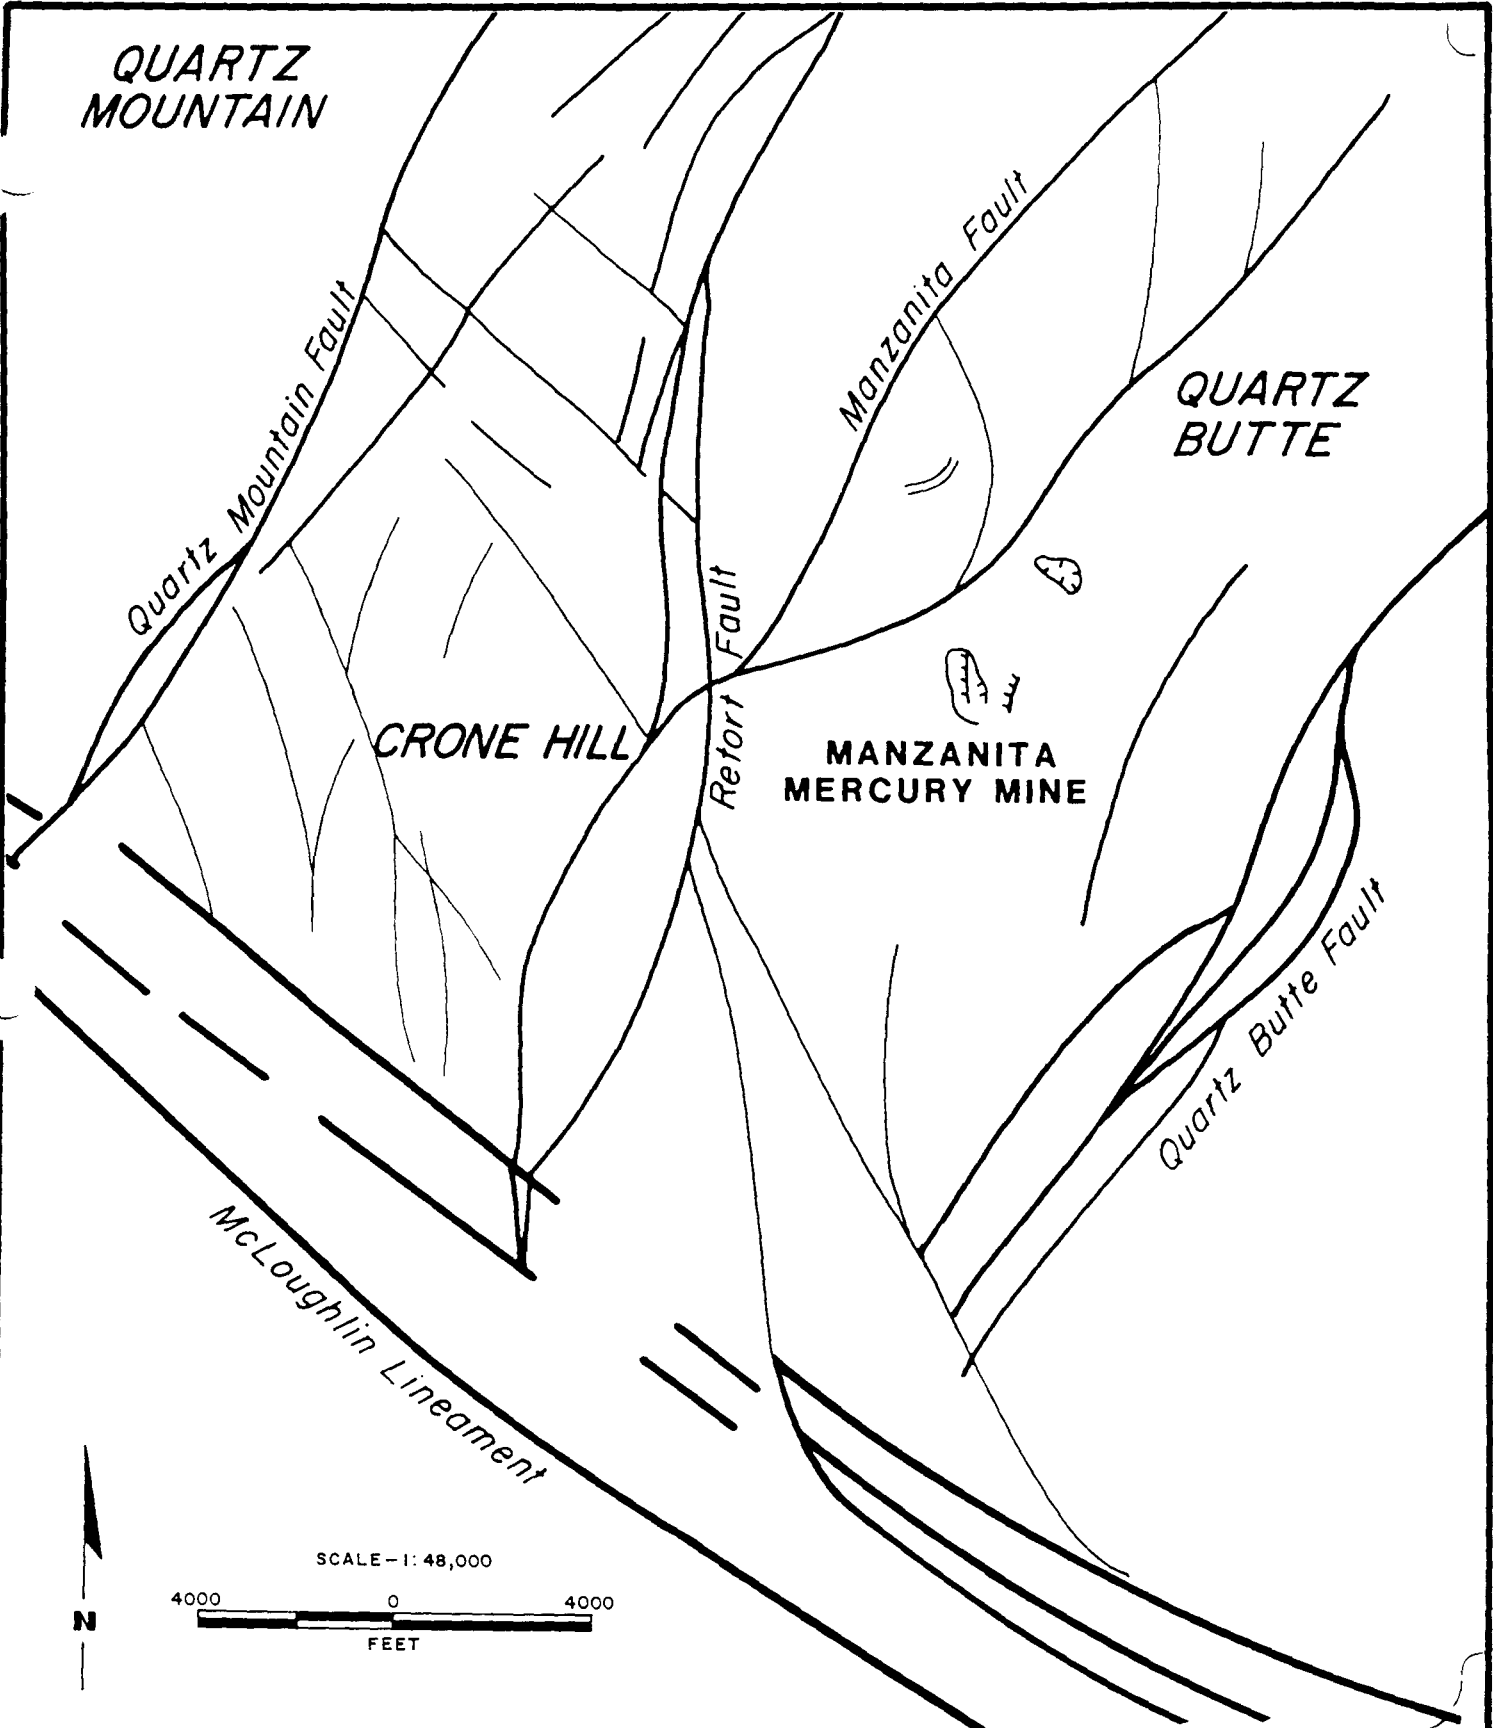 QUARTZ
MOUNTAIN
Quartz Mountain Fault
Manzanita Fault
QUARTZ
BUTTE
Retort Fault
CRONE HILL
MANZANITA
MERCURY MINE
Quartz Butte Fault
McLoughlin Lineament
N
SCALE-1:48,000
4000 0 4000
FEET